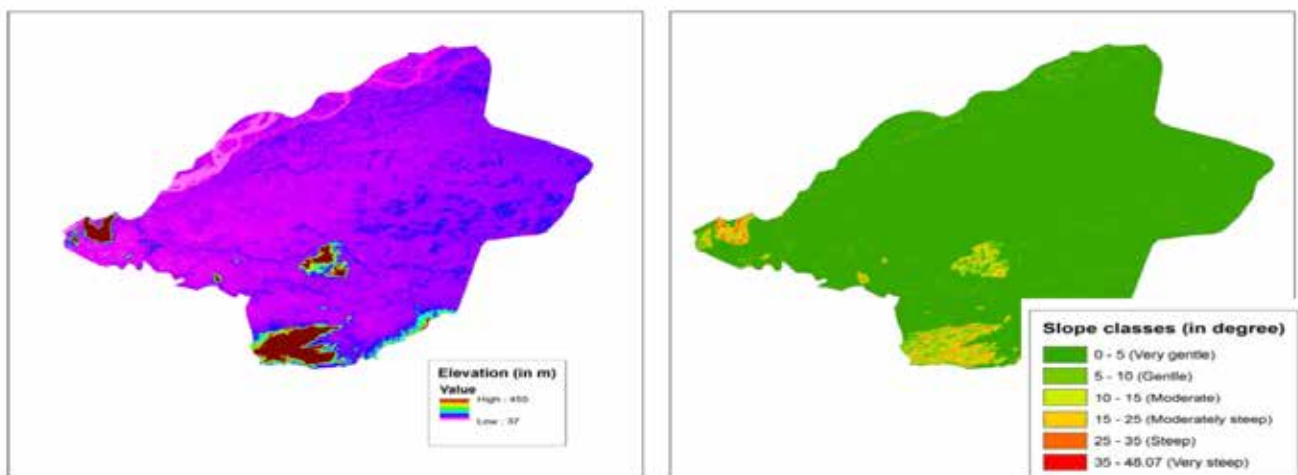 Elevation (in m)
Value
High : 455
Low : 37
Slope classes (in degree)
0 - 5 (Very gentle)
5 - 10 (Gentle)
10 - 15 (Moderate)
15 - 25 (Moderately steep)
25 - 35 (Steep)
35 - 48.07 (Very steep)